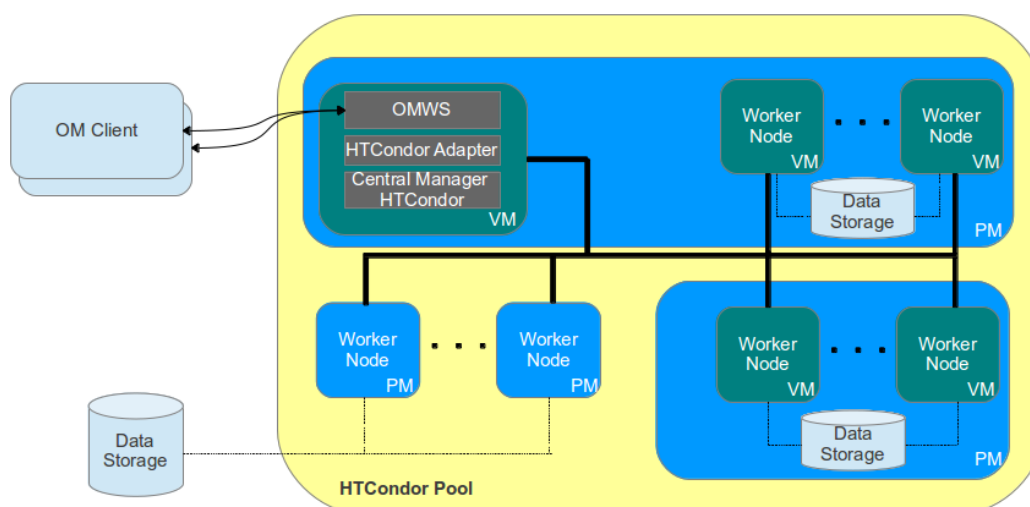 OM Client
OMWS
HTCondor Adapter
Central Manager
HTCondor
VM
Worker
Node
VM
Worker
Node
VM
Data
Storage
PM
Worker
Node
PM
Worker
Node
PM
Worker
Node
VM
Worker
Node
VM
Data
Storage
PM
Data
Storage
HTCondor Pool